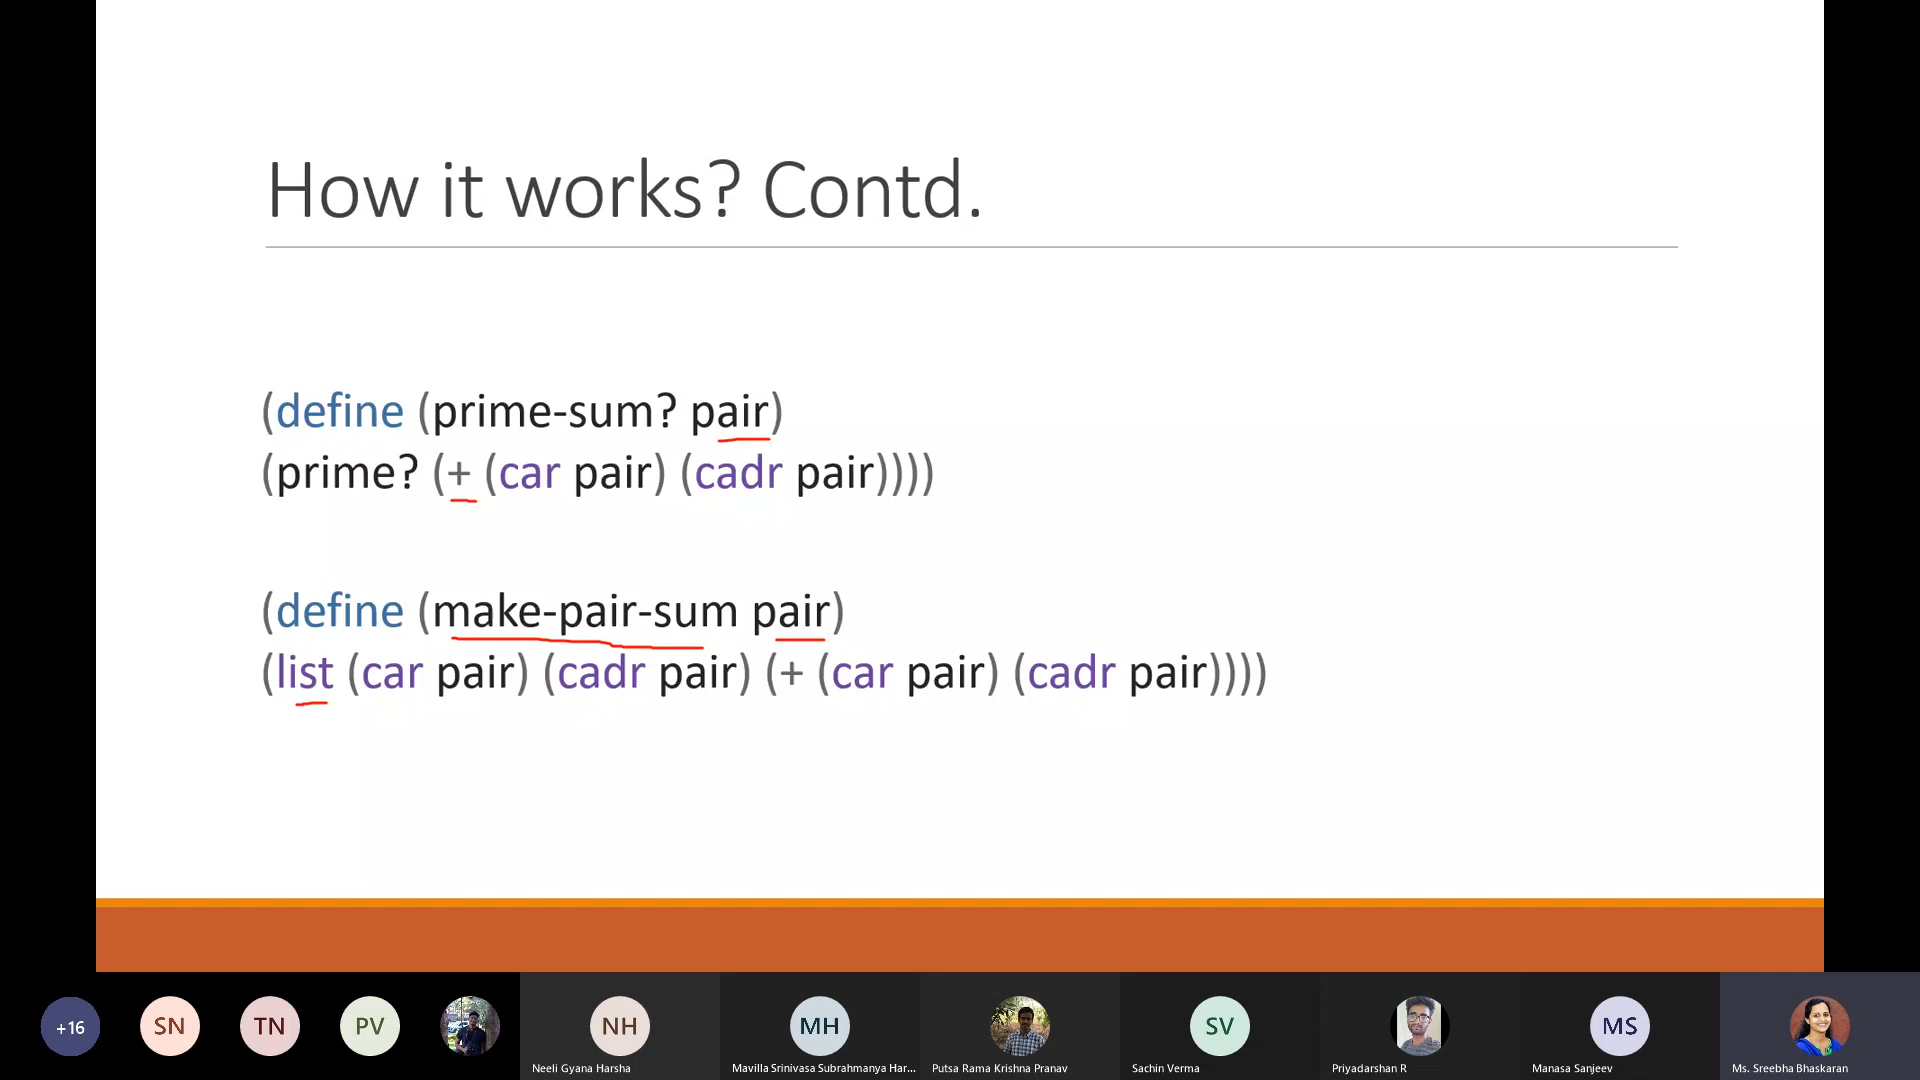 How it works? Contd.
(define (prime-sum? pair)
(prime? (+ (car pair) (cadr pair))))
(define (make-pair-sum pair)
(list (car pair) (cadr pair) (+ (car pair) (cadr pair))))
+16
SN
TN
PV
NH
MH
SV
MS
Neeli Gyana Harsha
Mavilla Srinivasa Subrahmanya Har...
Putsa Rama Krishna Pranav
Sachin Verma
Priyadarshan R
Manasa Sanjeev
Ms. Sreebha Bhaskaran